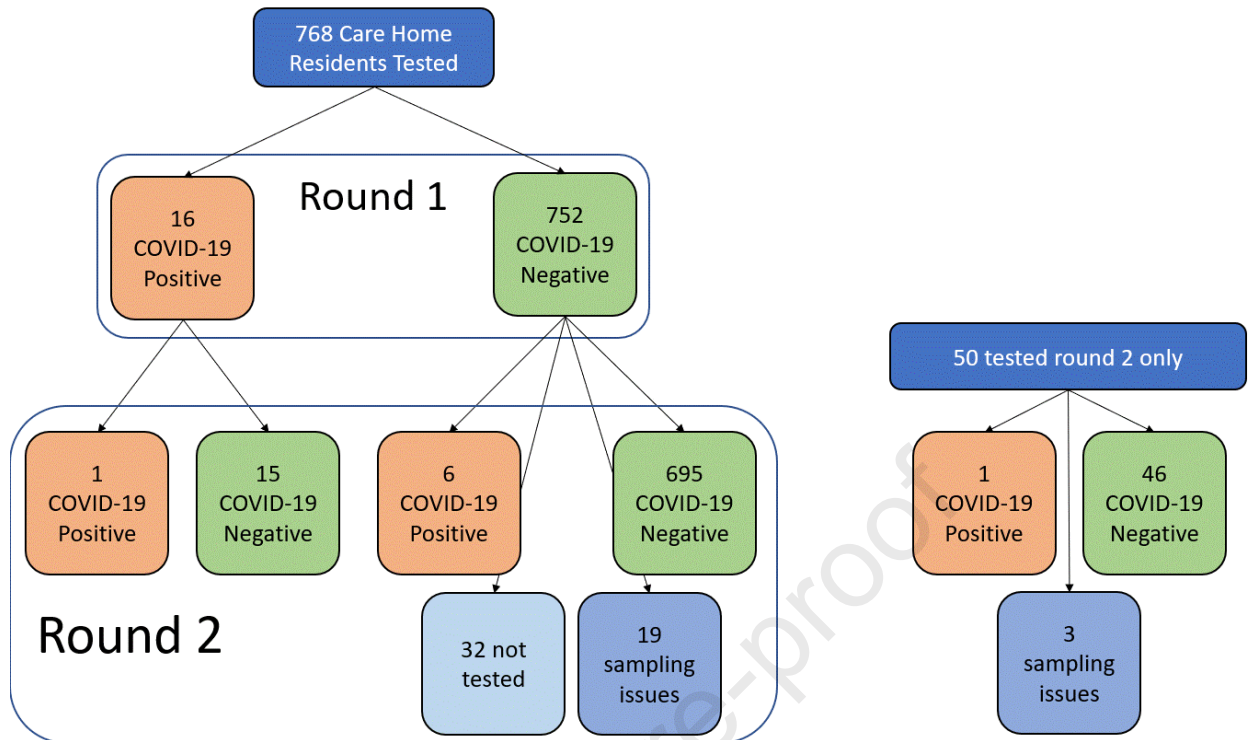 768 Care Home
Residents Tested
Round 1
16
COVID-19
Positive
752
COVID-19
Negative
50 tested round 2 only
1
COVID-19
Positive
15
COVID-19
Negative
6
COVID-19
Positive
695
COVID-19
Negative
1
COVID-19
Positive
46
COVID-19
Negative
Round 2
32 not
tested
19
sampling
issues
3
sampling
issues
re-proof